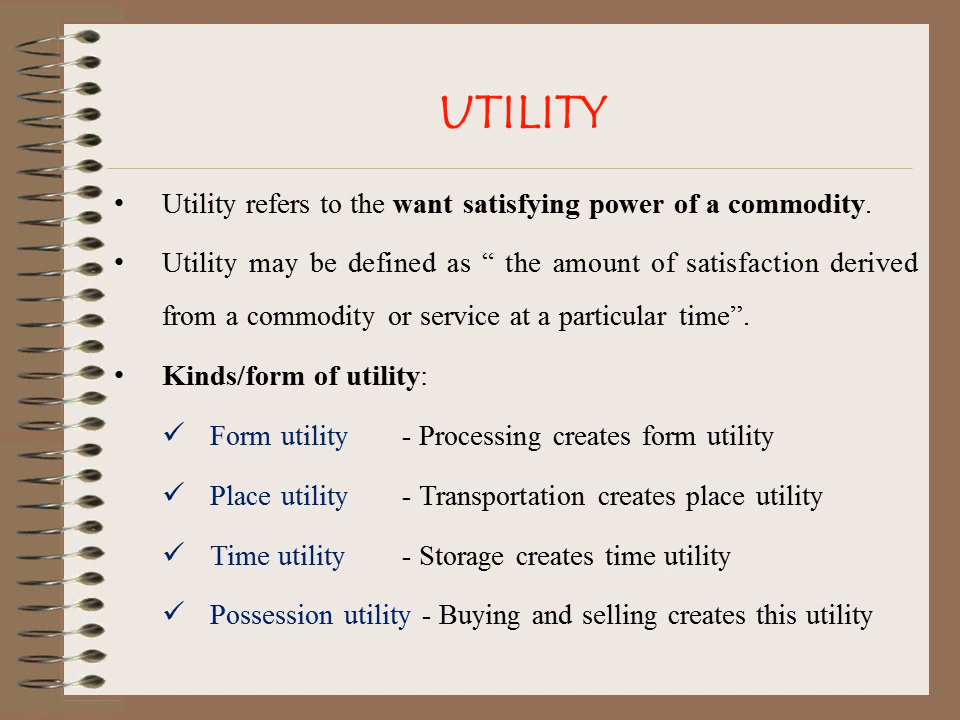 UTILITY
• Utility refers to the want satisfying power of a commodity.
• Utility may be defined as “ the amount of satisfaction derived
from a commodity or service at a particular time”.
• Kinds/form of utility:
✓ Form utility - Processing creates form utility
✓ Place utility - Transportation creates place utility
✓ Time utility - Storage creates time utility
✓ Possession utility - Buying and selling creates this utility